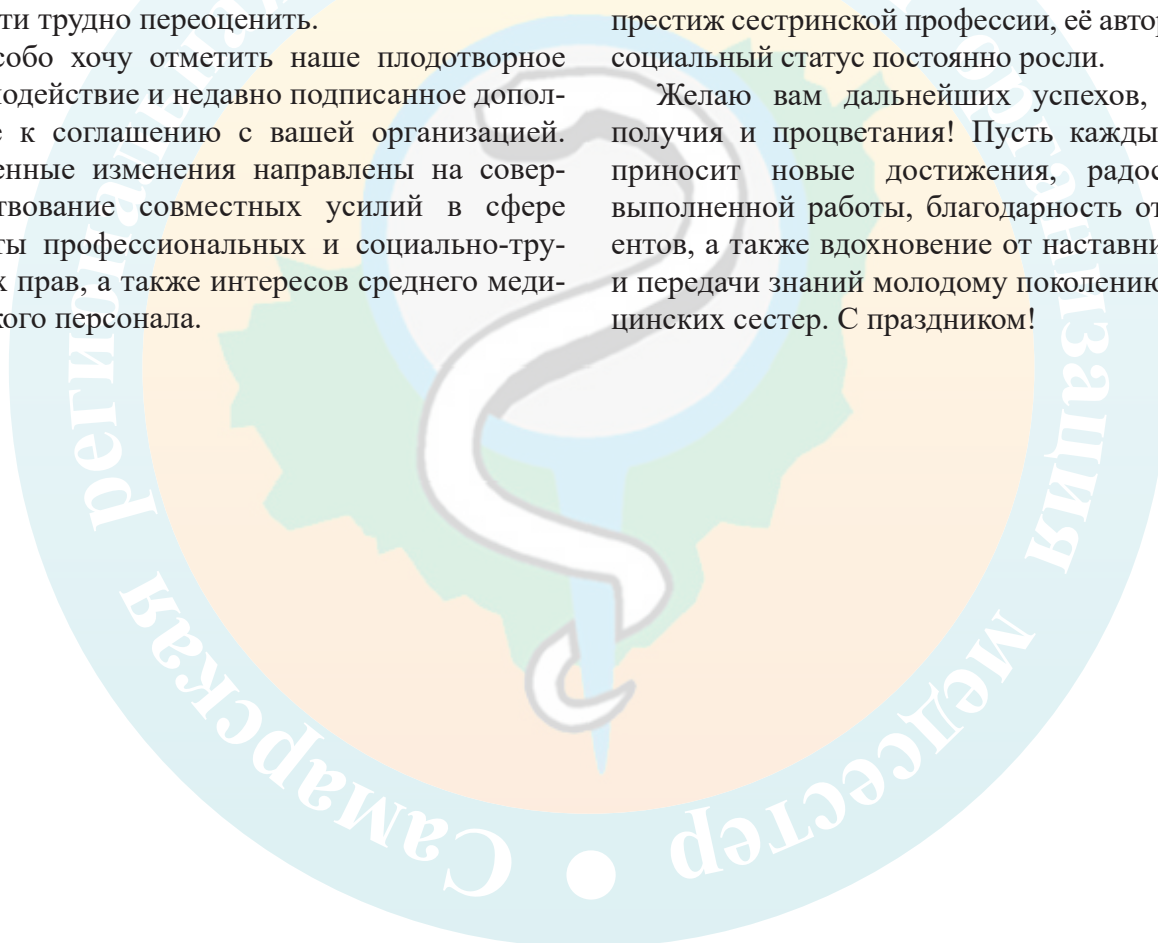 ти трудно переоценить.
собо хочу отметить наше плодотворное
модействие и недавно подписанное допол-
е к соглашению с вашей организацией.
енные изменения направлены на совер-
ствование совместных усилий в сфере
ты профессиональных и социально-тру-
х прав, а также интересов среднего меди-
кого персонала.
престиж сестринской профессии, её автор
социальный статус постоянно росли.
Желаю вам дальнейших успехов,
получия и процветания! Пусть кажды
приносит новые достижения, радос
выполненной работы, благодарность от
ентов, а также вдохновение от наставни
и передачи знаний молодому поколению
цинских сестер. С праздником!
Самарская региональная
организация медсестер